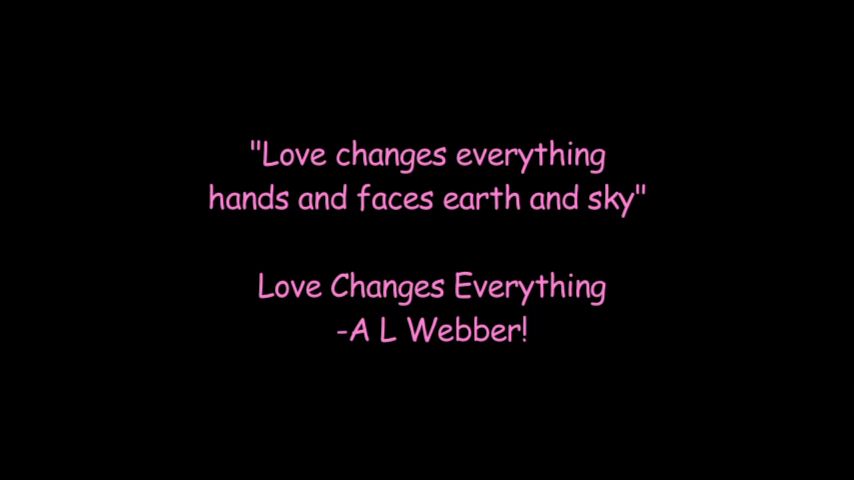 "Love changes everything
hands and faces earth and sky"
Love Changes Everything
-A L Webber!